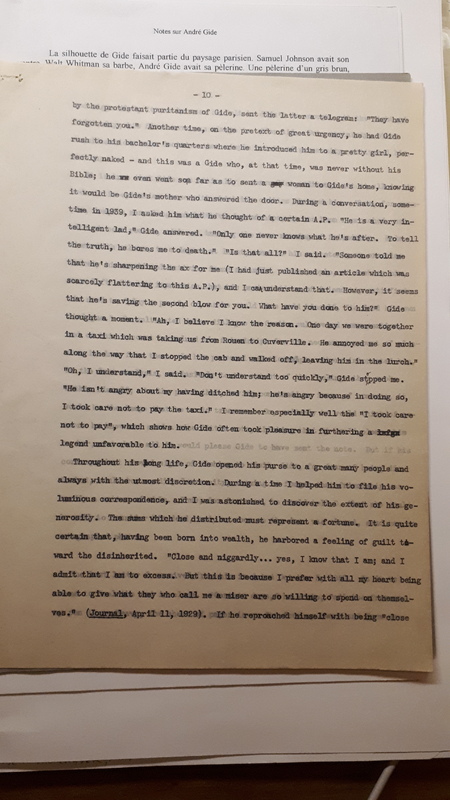 Notes sur André Gide
La silhouette de Gide faisait partie du paysage parisien. Samuel Johnson avait son
Walt Whitman sa barbe, André Gide avait sa pèlerine. Une pèlerine d'un gris brun,
- 10 -
by the protestant puritanism of Gide, sent the latter a telegram: "They have
forgotten you." Another time, on the pretext of great urgency, he had Gide
rush to his bachelor's quarters where he introduced him to a pretty girl, per-
fectly naked - and this was a Gide who, at that time, was never without his
Bible; he even went so far as to sent a woman to Gide's home, knowing
it would be Gide's mother who answered the door. During a conversation, some-
time in 1939, I asked him what he thought of a certain A.P. "He is a very in-
telligent lad," Gide answered. "Only one never knows what he's after. To tell
the truth, he bores me to death." "Is that all?" I said. "Someone told me
that he's sharpening the ax for me (I had just published an article which was
scarcely flattering to this A.P.), and I can understand that. However, it seems
that he's saving the second blow for you. What have you done to him?" Gide
thought a moment. "Ah, I believe I know the reason. One day we were together
in a taxi which was taking us from Rouen to Cuverville. He annoyed me so much
along the way that I stopped the cab and walked off, leaving him in the lurch."
"Oh, I understand," I said. "Don't understand too quickly," Gide stopped me.
"He isn't angry about my having ditched him; he's angry because in doing so,
I took care not to pay the taxi." I remember especially well the "I took care
not to pay", which shows how Gide often took pleasure in furthering a
legend unfavorable to him.
Throughout his long life, Gide opened his purse to a great many people and
always with the utmost discretion. During a time I helped him to file his vo-
luminous correspondence, and I was astonished to discover the extent of his ge-
nerosity. The sums which he distributed must represent a fortune. It is quite
certain that, having been born into wealth, he harbored a feeling of guilt to-
ward the disinherited. "Close and niggardly... yes, I know that I am; and I
admit that I am to excess. But this is because I prefer with all my heart being
able to give what they who call me a miser are so willing to spend on themsel-
ves." (Journal, April 11, 1929). If he reproached himself with being "close